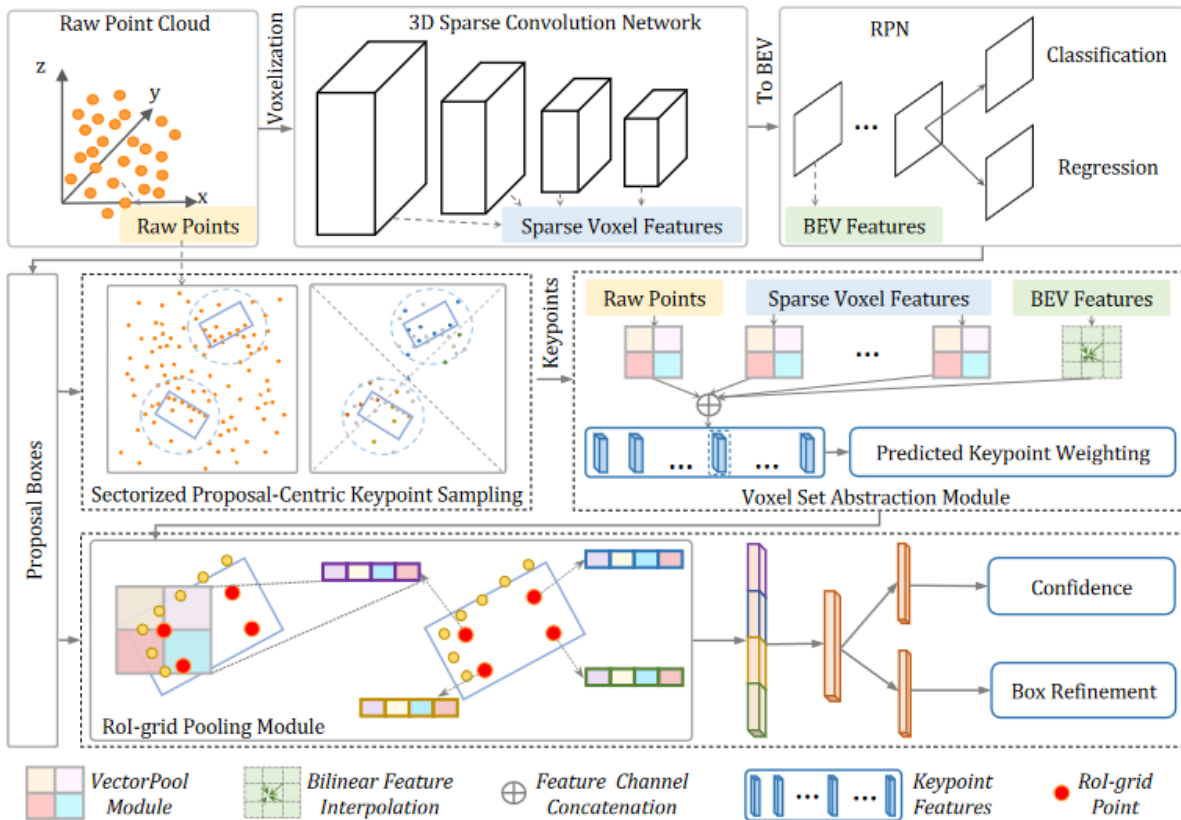 Raw Point Cloud
z
y
x
Raw Points
Voxelization
3D Sparse Convolution Network
Sparse Voxel Features
To BEV
RPN
...
Classification
Regression
BEV Features
Proposal Boxes
Sectorized Proposal-Centric Keypoint Sampling
Keypoints
Raw Points
Sparse Voxel Features
BEV Features
...
... ...
Predicted Keypoint Weighting
Voxel Set Abstraction Module
RoI-grid Pooling Module
Confidence
Box Refinement
VectorPool
Module
Bilinear Feature
Interpolation
Feature Channel
Concatenation
... ...
Keypoint
Features
RoI-grid
Point